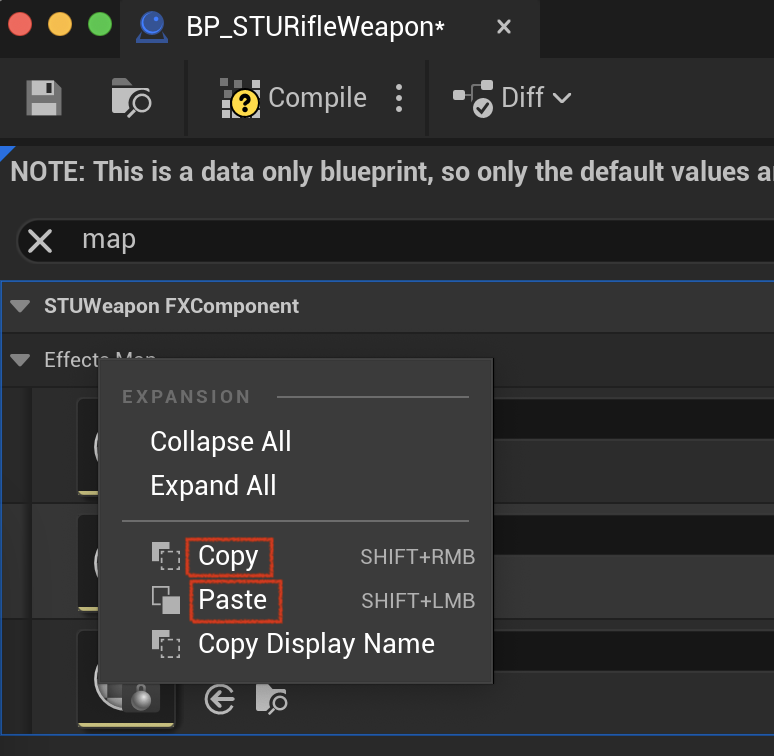 BP_STURifleWeapon*
Compile
Diff
NOTE: This is a data only blueprint, so only the default values
map
STUWeapon FXComponent
Effects Map
EXPANSION
Collapse All
Expand All
Copy SHIFT+RMB
Paste SHIFT+LMB
Copy Display Name